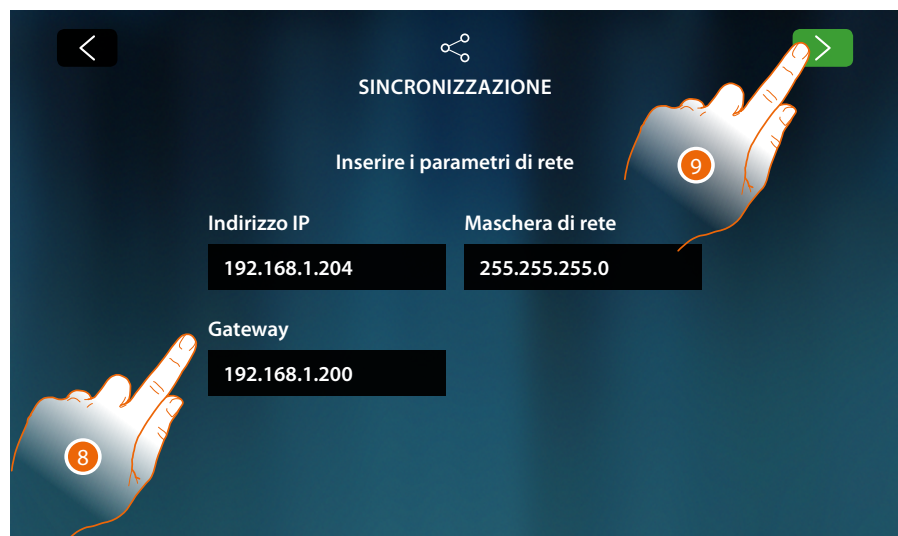 SINCRONIZZAZIONE
Inserire i parametri di rete
9
Indirizzo IP
Maschera di rete
192.168.1.204
255.255.255.0
Gateway
192.168.1.200
8